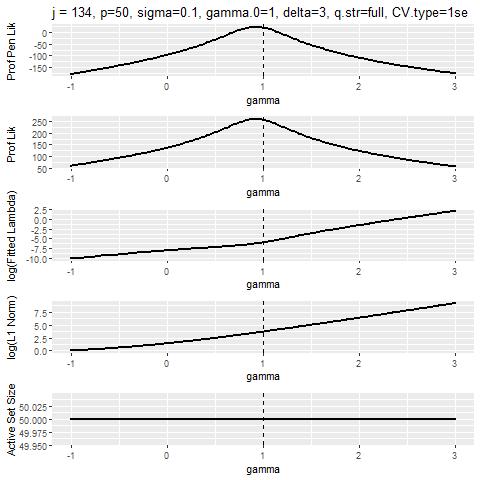 j = 134, p=50, sigma=0.1, gamma.0=1, delta=3, q.str=full, CV.type=1se
Prof Pen Lik
0
-50
-100
-150
-1 0 1 2 3
gamma
Prof Lik
250
200
150
100
50
-1 0 1 2 3
gamma
log(Fitted Lambda)
2.5
0.0
-2.5
-5.0
-7.5
-10.0
-1 0 1 2 3
gamma
log(L1 Norm)
7.5
5.0
2.5
0.0
-1 0 1 2 3
gamma
Active Set Size
50.025
50.000
49.975
49.950
-1 0 1 2 3
gamma